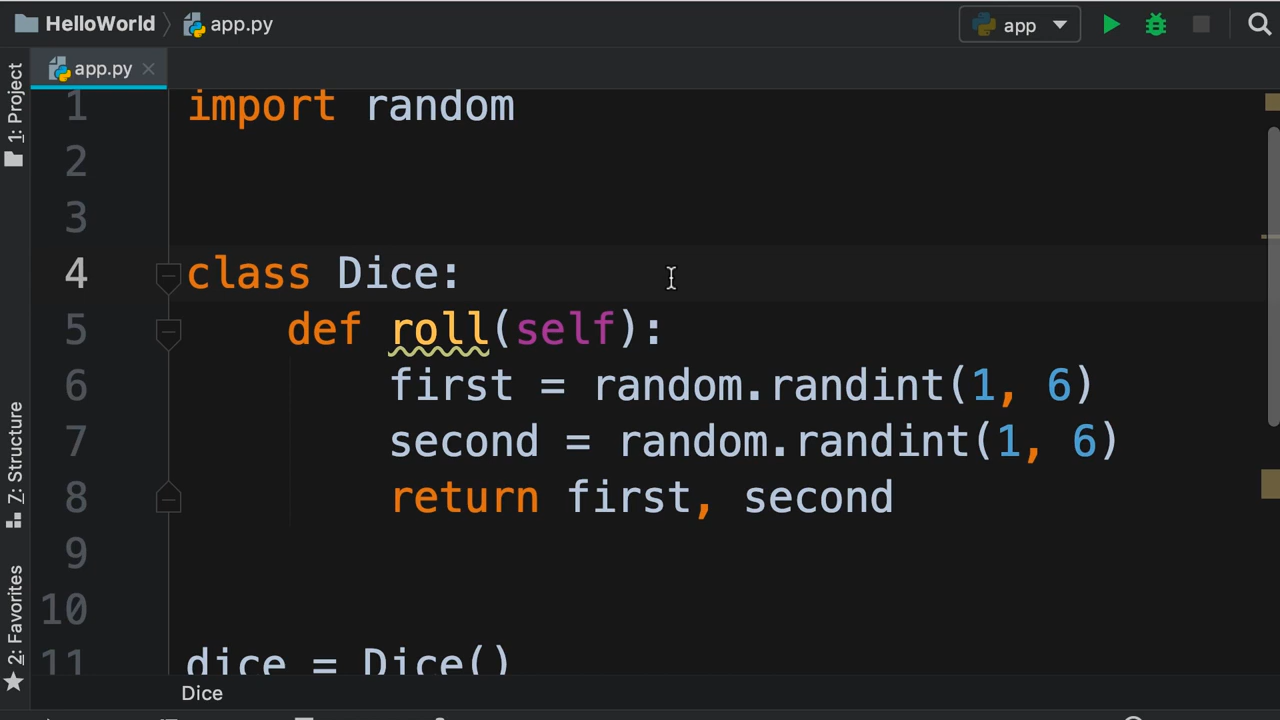 HelloWorld app.py app
app.py
1: Project
7: Structure
2: Favorites
1 import random
2
3
4 class Dice:
5 def roll(self):
6 first = random.randint(1, 6)
7 second = random.randint(1, 6)
8 return first, second
9
10
11 dice = Dice()
Dice